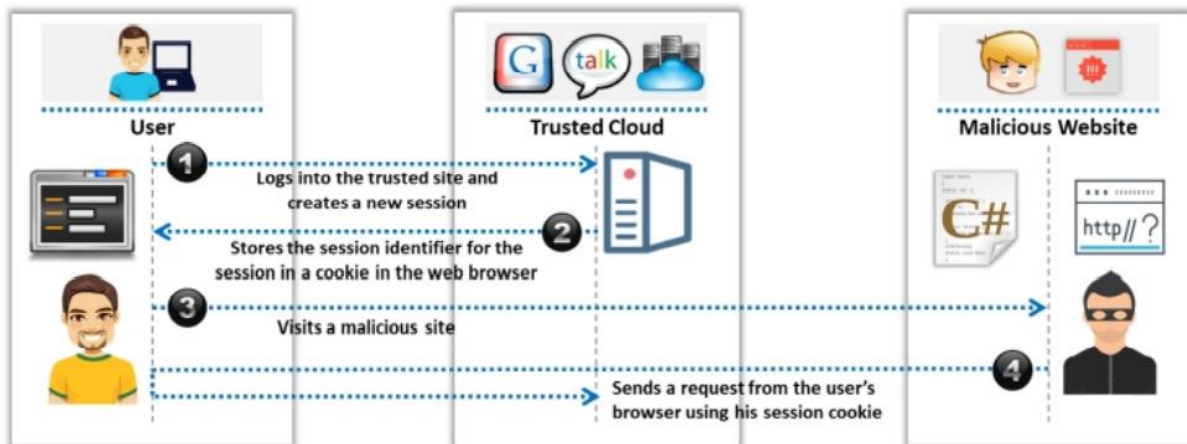 G
talk
!!!
User
Trusted Cloud
Malicious Website
1
Logs into the trusted site and
creates a new session
C#
http//?
2
Stores the session identifier for the
session in a cookie in the web browser
3
Visits a malicious site
4
Sends a request from the user's
browser using his session cookie